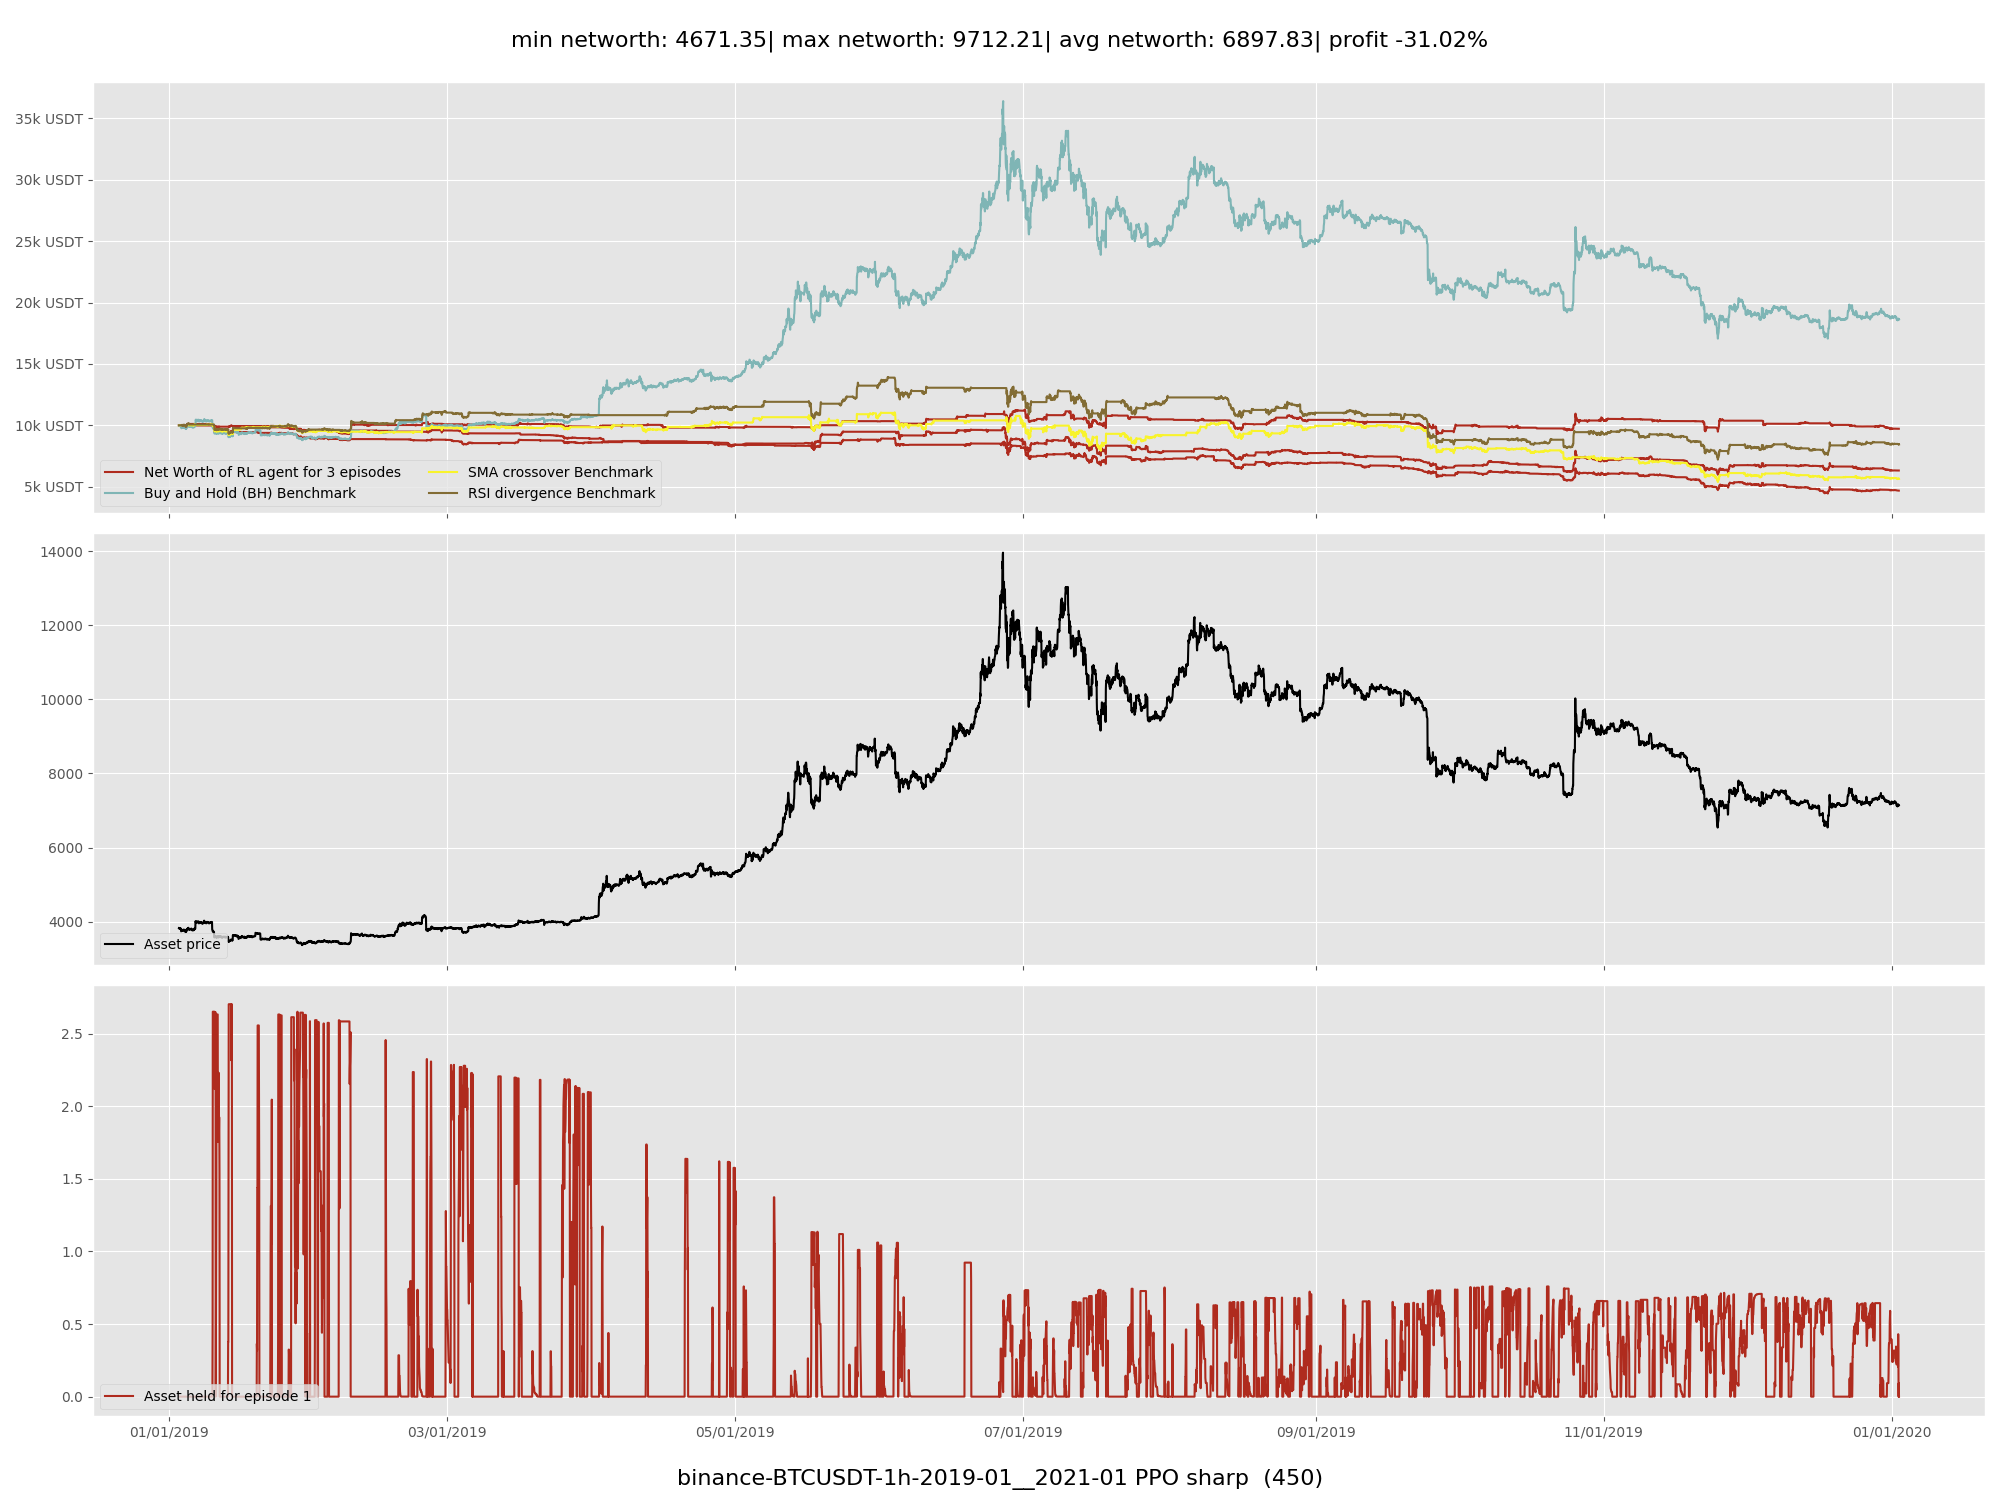 min networth: 4671.35| max networth: 9712.21| avg networth: 6897.83| profit -31.02%
35k USDT
30k USDT
25k USDT
20k USDT
15k USDT
10k USDT
5k USDT
Net Worth of RL agent for 3 episodes
Buy and Hold (BH) Benchmark
SMA crossover Benchmark
RSI divergence Benchmark
14000
12000
10000
8000
6000
4000
Asset price
2.5
2.0
1.5
1.0
0.5
0.0
Asset held for episode 1
01/01/2019 03/01/2019 05/01/2019 07/01/2019 09/01/2019 11/01/2019 01/01/2020
binance-BTCUSDT-1h-2019-01__2021-01 PPO sharp (450)